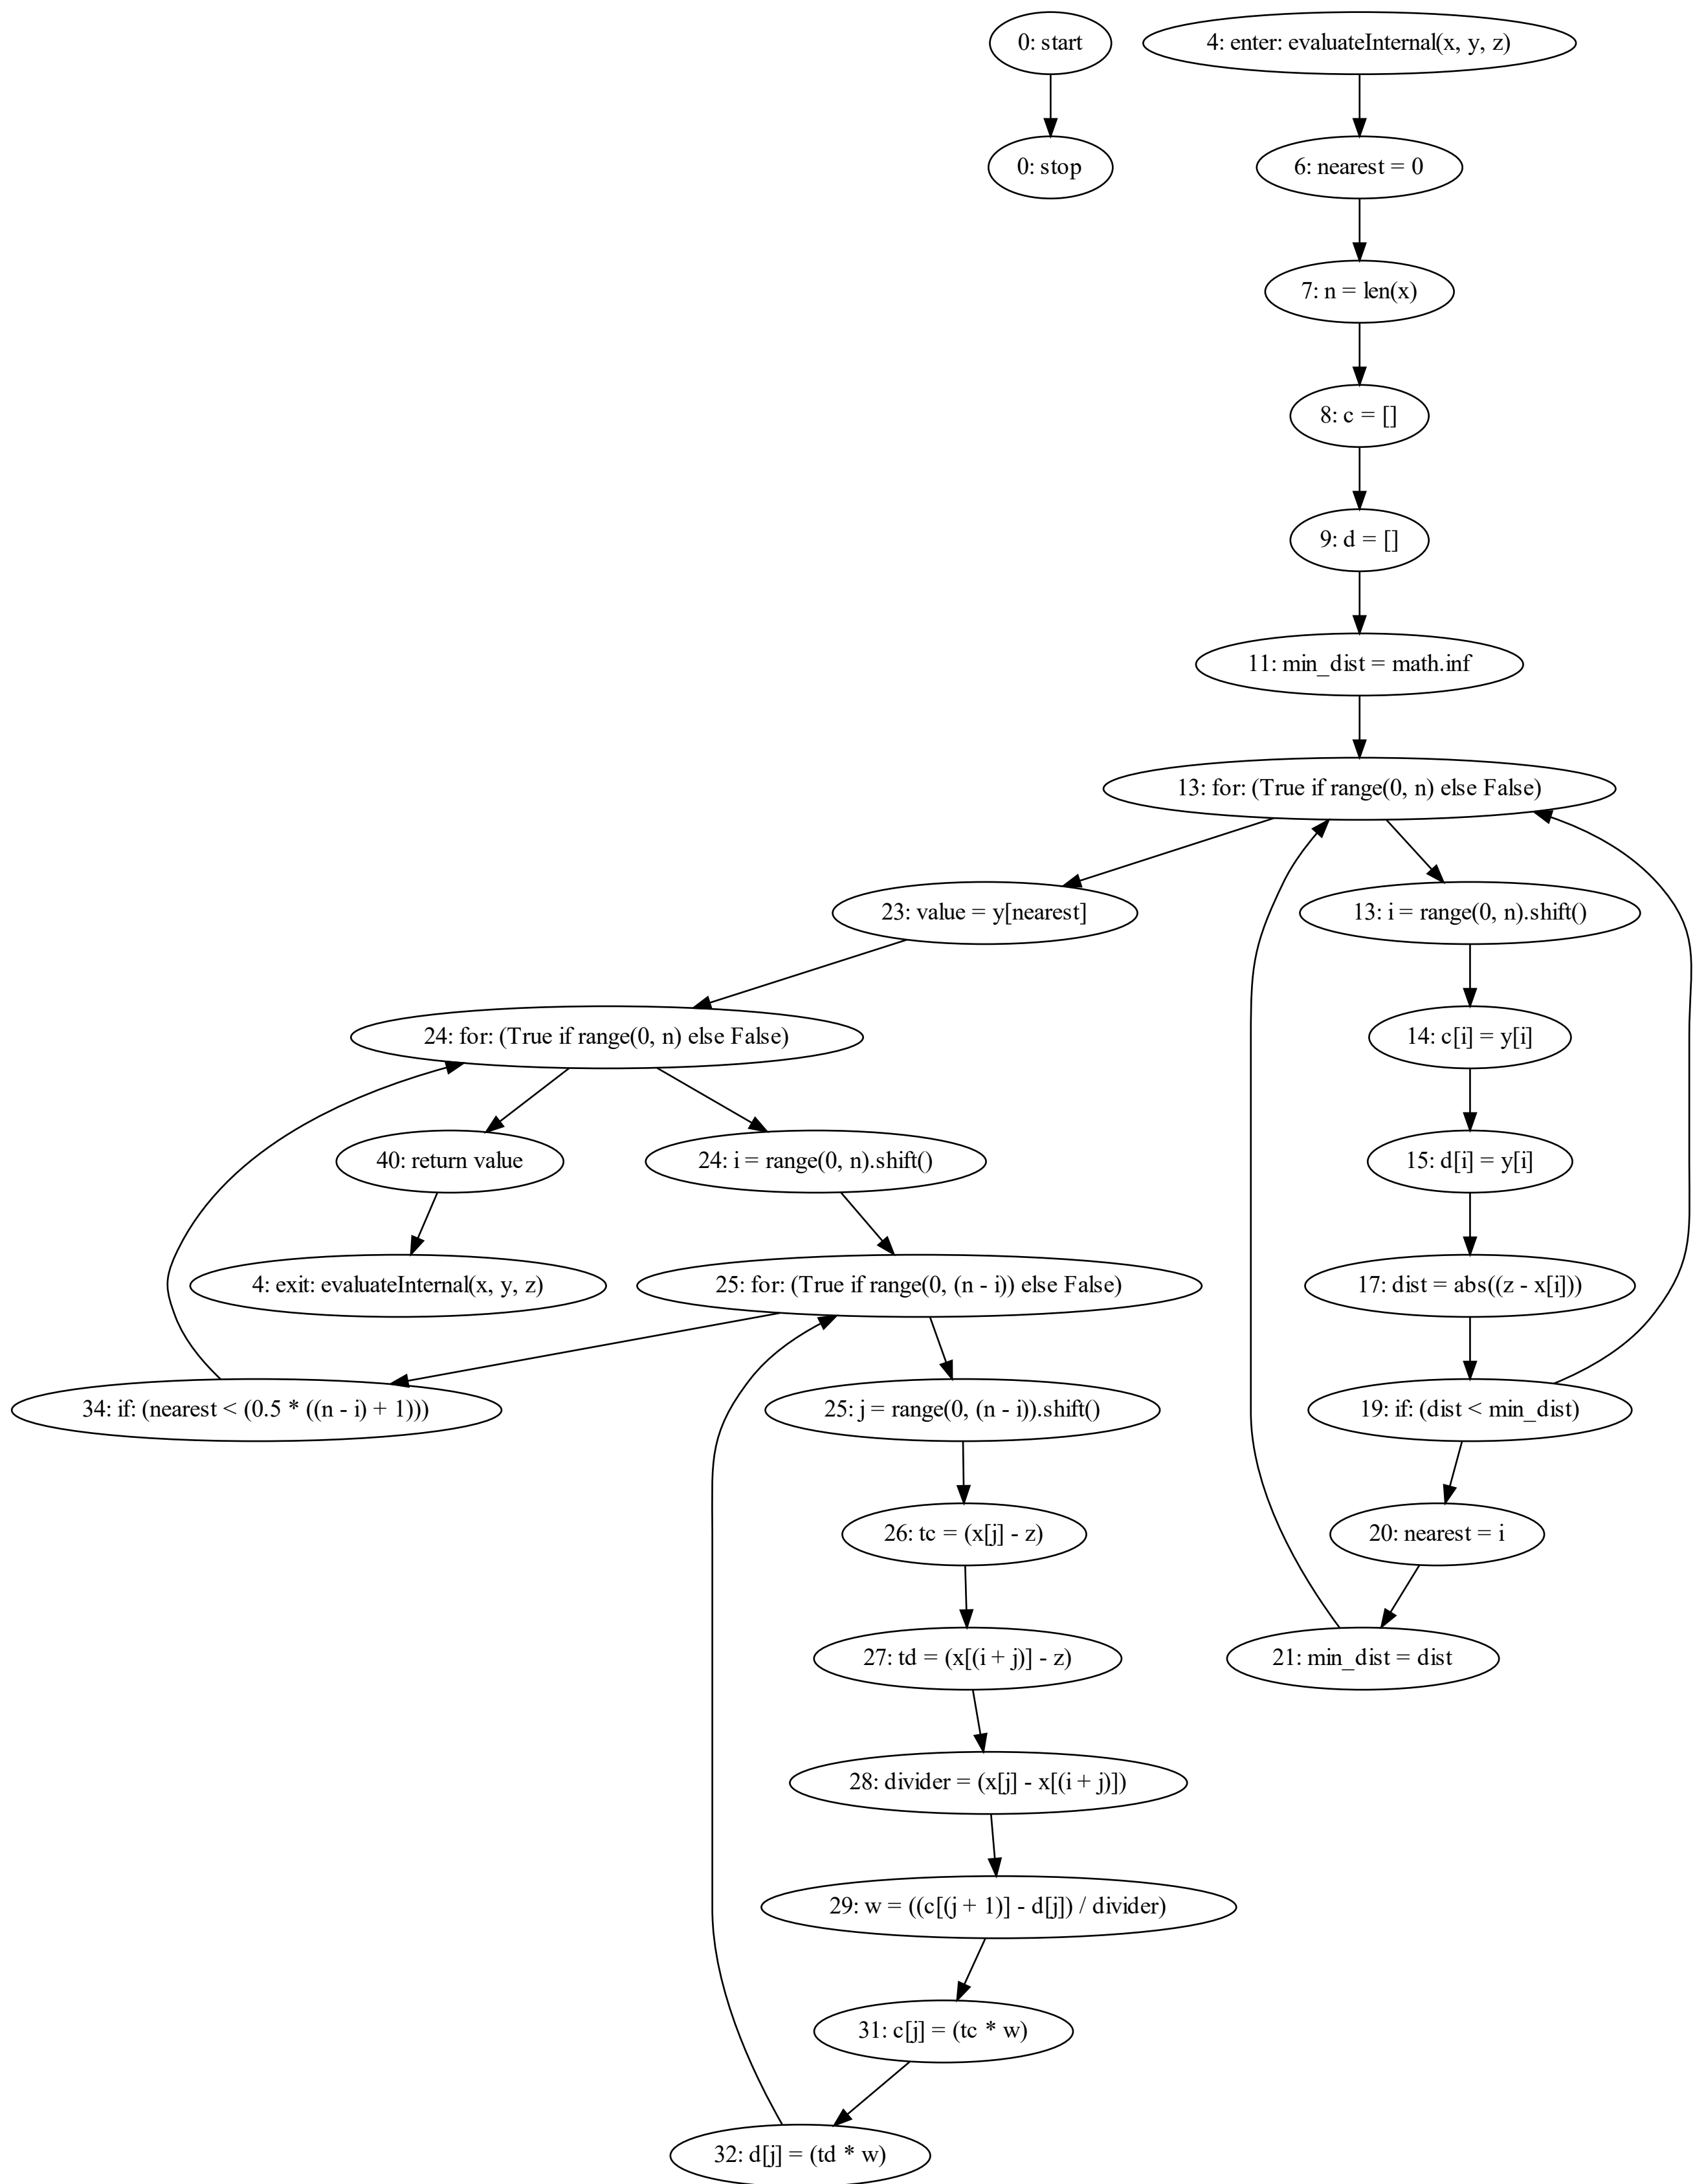 0: start
4: enter: evaluateInternal(x, y, z)
0: stop
6: nearest = 0
7: n = len(x)
8: c = []
9: d = []
11: min_dist = math.inf
13: for: (True if range(0, n) else False)
23: value = y[nearest]
13: i = range(0, n).shift()
24: for: (True if range(0, n) else False)
14: c[i] = y[i]
40: return value
24: i = range(0, n).shift()
15: d[i] = y[i]
4: exit: evaluateInternal(x, y, z)
25: for: (True if range(0, (n - i)) else False)
17: dist = abs((z - x[i]))
34: if: (nearest < (0.5 * ((n - i) + 1)))
25: j = range(0, (n - i)).shift()
19: if: (dist < min_dist)
26: tc = (x[j] - z)
20: nearest = i
27: td = (x[(i + j)] - z)
21: min_dist = dist
28: divider = (x[j] - x[(i + j)])
29: w = ((c[(j + 1)] - d[j]) / divider)
31: c[j] = (tc * w)
32: d[j] = (td * w)